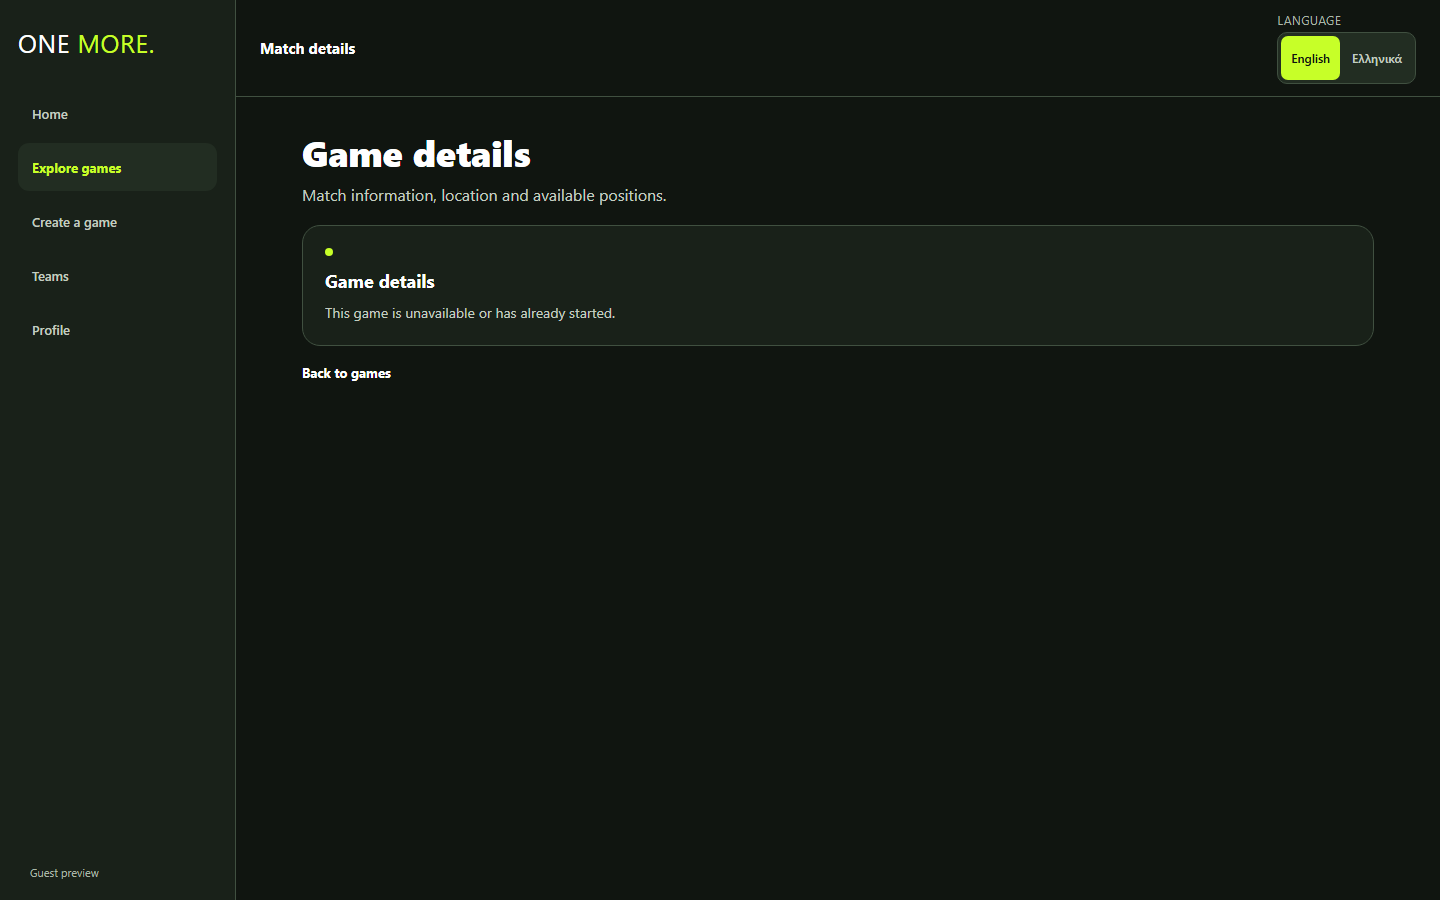 ONE MORE.
Home
Explore games
Create a game
Teams
Profile
Guest preview
Match details
LANGUAGE
English Ελληνικά
Game details
Match information, location and available positions.
Game details
This game is unavailable or has already started.
Back to games